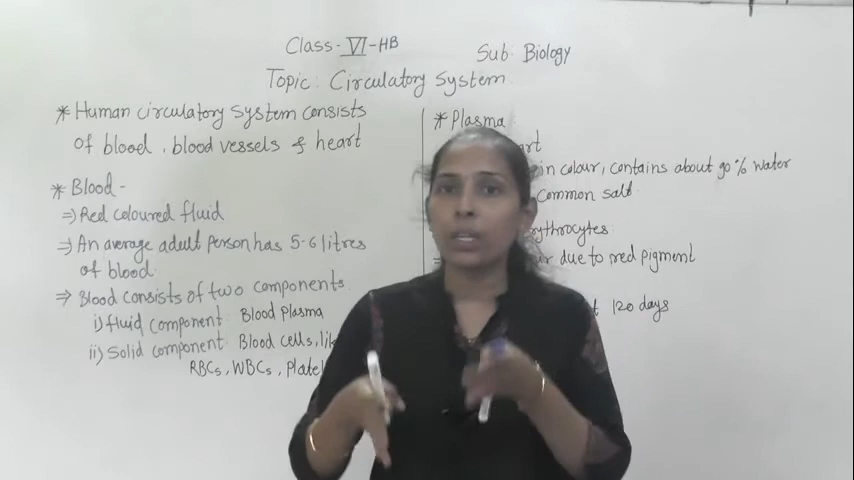 Class-VI-HB
Sub: Biology
Topic: Circulatory System
* Human circulatory system consists
of blood, blood vessels & heart
* Blood -
⇒ Red coloured fluid
⇒ An average adult person has 5-6 litres
of blood.
⇒ Blood consists of two components
i) fluid component Blood plasma
ii) Solid component Blood cells,
RBCs, WBCs,
* Plasma
in colour, contains about 90% water
common salt.
due to red pigment
120 days